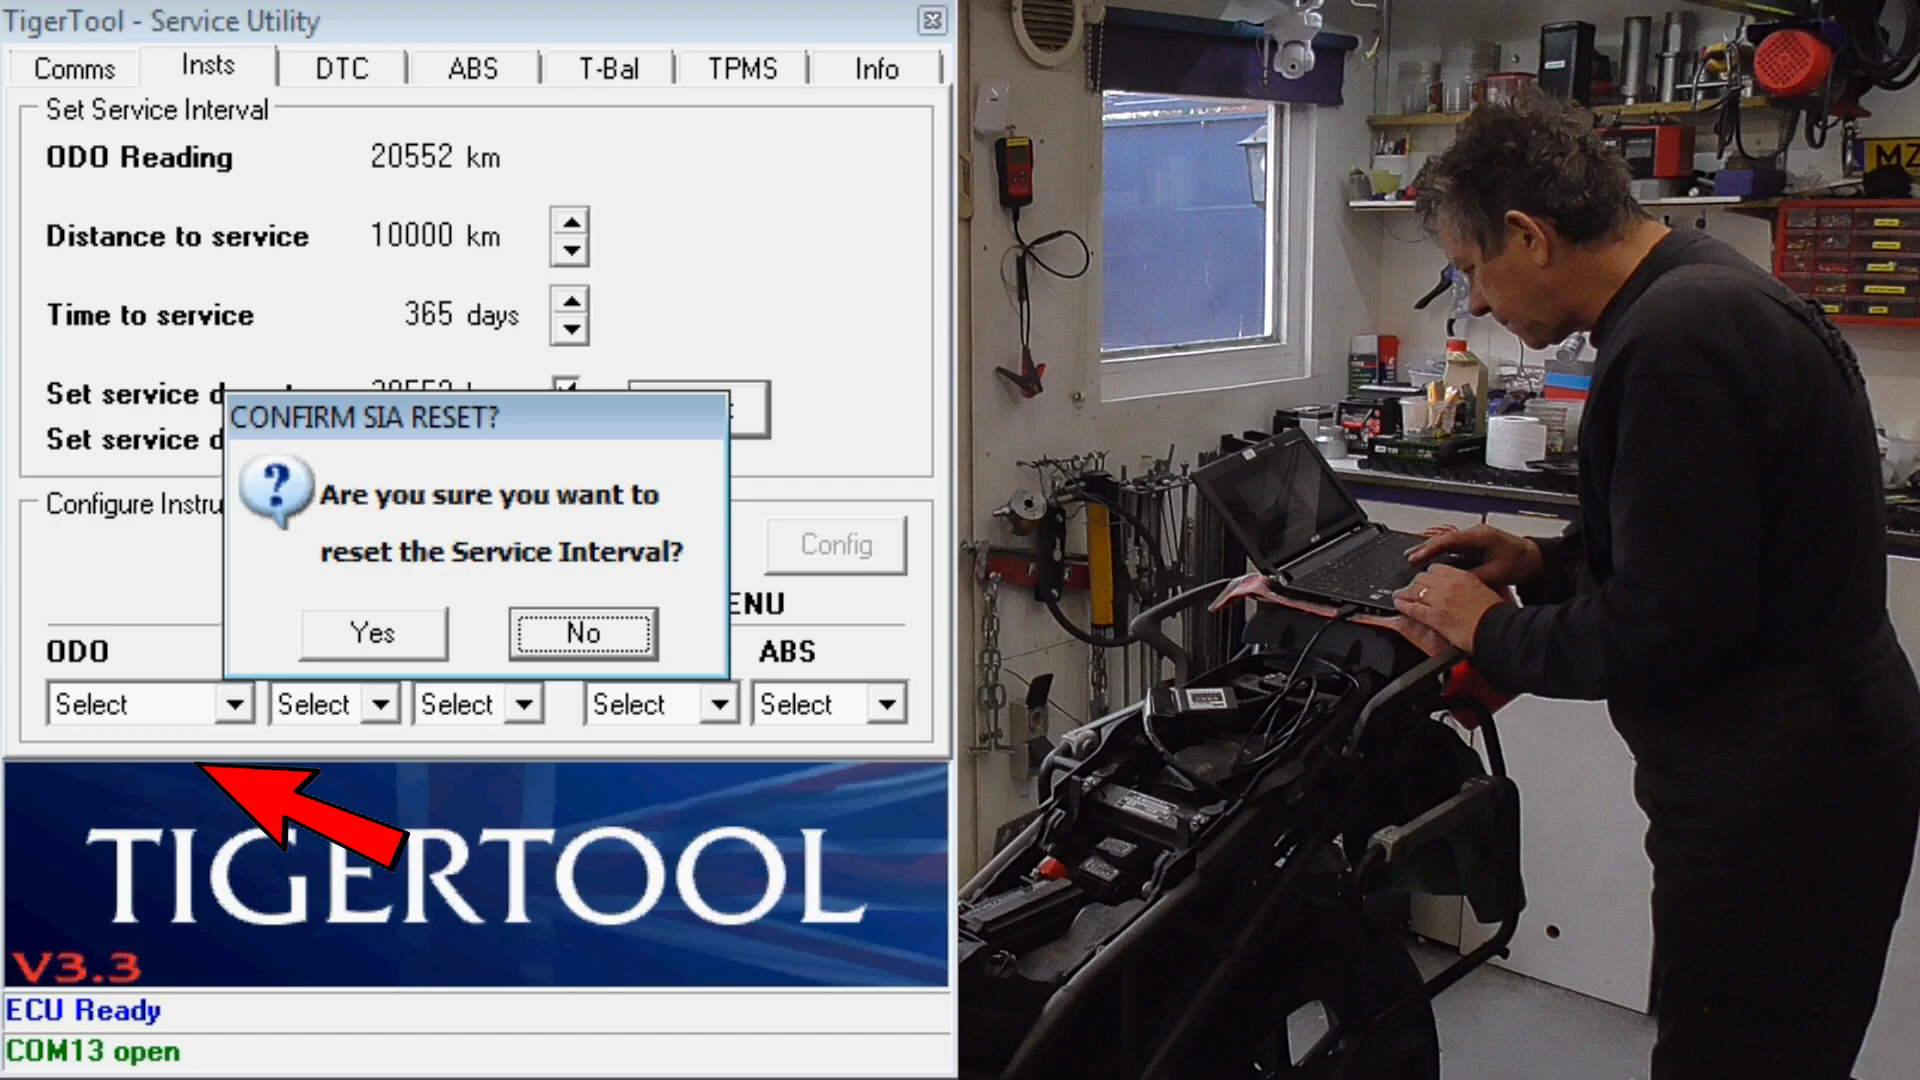 TigerTool - Service Utility
Comms Insts DTC ABS T-Bal TPMS Info
Set Service Interval
ODO Reading 20552 km
Distance to service 10000 km
Time to service 365 days
Set service d
Set service d
CONFIRM SIA RESET?
Are you sure you want to
reset the Service Interval?
Yes No
Configure Instru
Config
ENU
ODO ABS
Select Select Select Select Select
TIGERTOOL
V3.3
ECU Ready
COM13 open
MZ